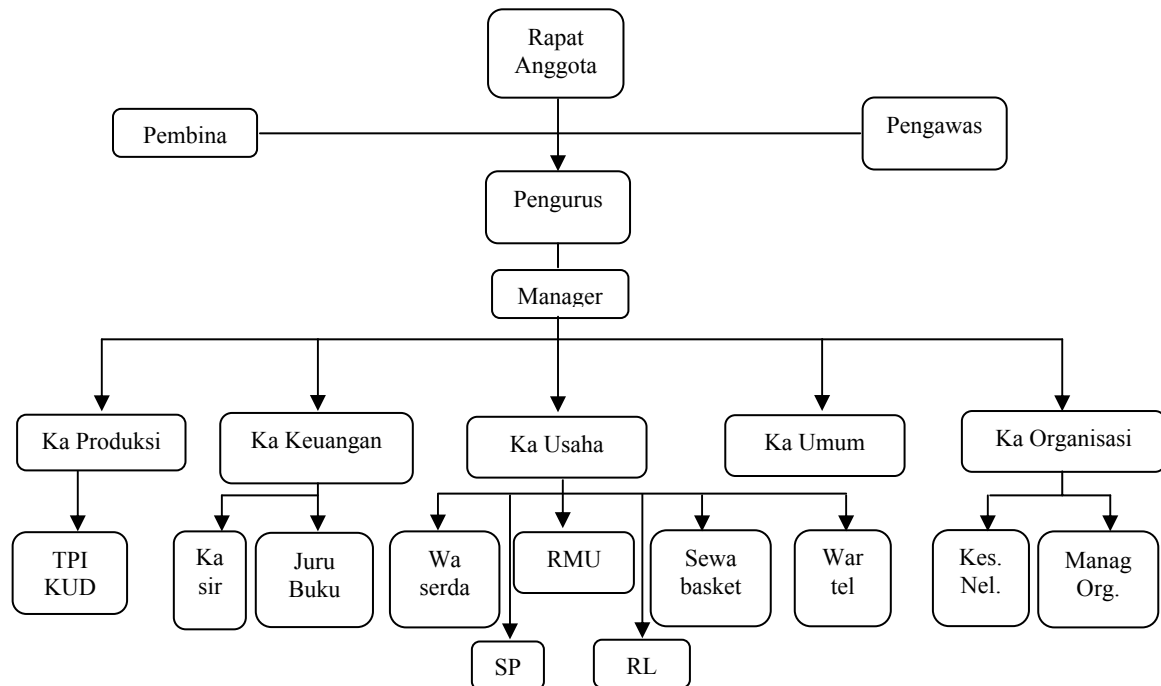 Rapat
Anggota
Pembina
Pengawas
Pengurus
Manager
Ka Produksi
Ka Keuangan
Ka Usaha
Ka Umum
Ka Organisasi
TPI
KUD
Ka
sir
Juru
Buku
Wa
serda
RMU
Sewa
basket
War
tel
Kes.
Nel.
Manag
Org.
SP
RL